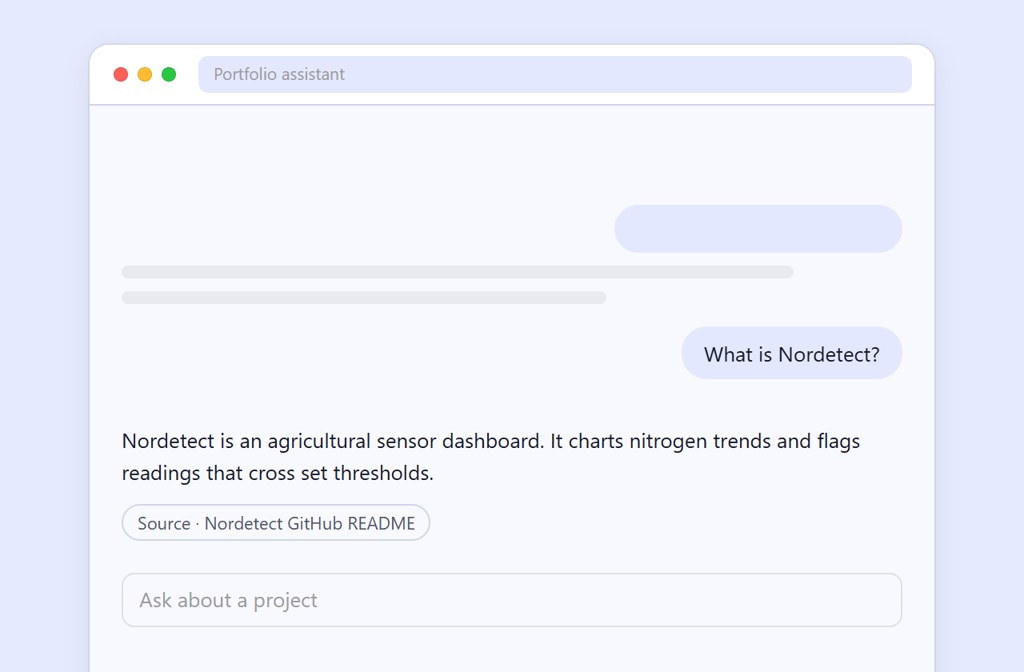 Portfolio assistant
What is Nordetect?
Nordetect is an agricultural sensor dashboard. It charts nitrogen trends and flags
readings that cross set thresholds.
Source · Nordetect GitHub README
Ask about a project